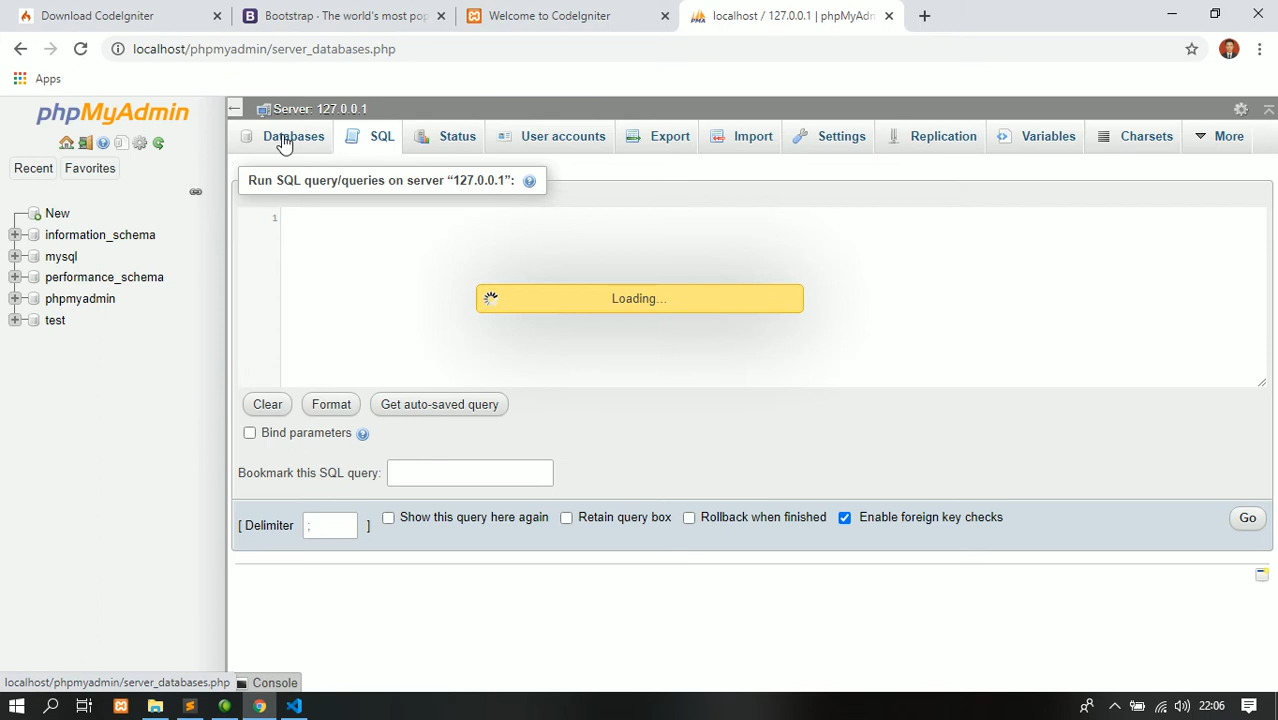 Download CodeIgniter
Bootstrap · The world's most pop
Welcome to CodeIgniter
localhost / 127.0.0.1 | phpMyAdm
localhost/phpmyadmin/server_databases.php
Apps
phpMyAdmin
Server: 127.0.0.1
Databases
SQL
Status
User accounts
Export
Import
Settings
Replication
Variables
Charsets
More
Recent
Favorites
Run SQL query/queries on server “127.0.0.1”:
New
information_schema
mysql
performance_schema
phpmyadmin
test
1
Loading...
Clear
Format
Get auto-saved query
Bind parameters
Bookmark this SQL query:
[ Delimiter ; ]
Show this query here again
Retain query box
Rollback when finished
Enable foreign key checks
Go
localhost/phpmyadmin/server_databases.php
Console
22:06